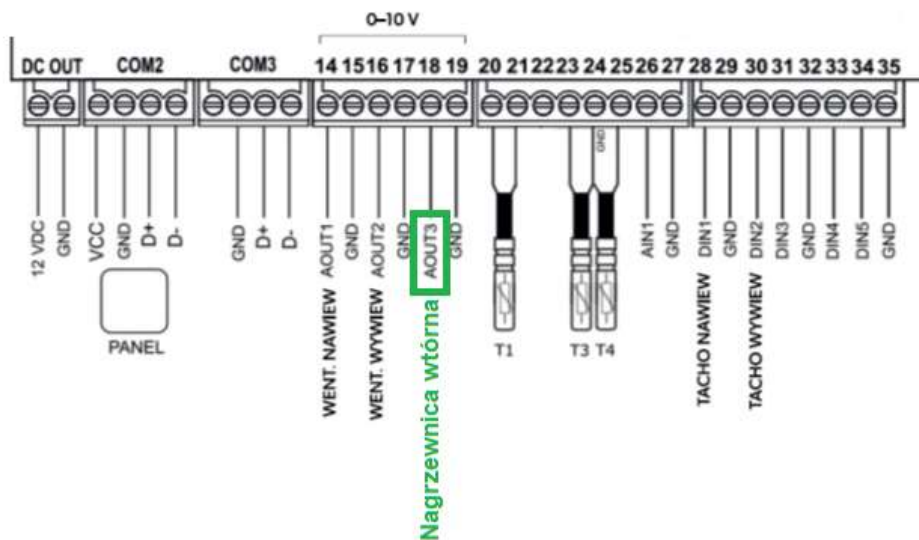 0–10 V
DC OUT COM2 COM3 14 15 16 17 18 19 20 21 22 23 24 25 26 27 28 29 30 31 32 33 34 35
12 VDC
GND
VCC
GND
D+
D-
GND
D+
D-
AOUT1
GND
AOUT2
GND
AOUT3
GND
GND
AIN1
GND
DIN1
GND
DIN2
DIN3
GND
DIN4
DIN5
GND
PANEL
WENT. NAWIEW
WENT. WYWIEW
Nagrzewnica wtórna
T1
T3 T4
TACHO NAWIEW
TACHO WYWIEW